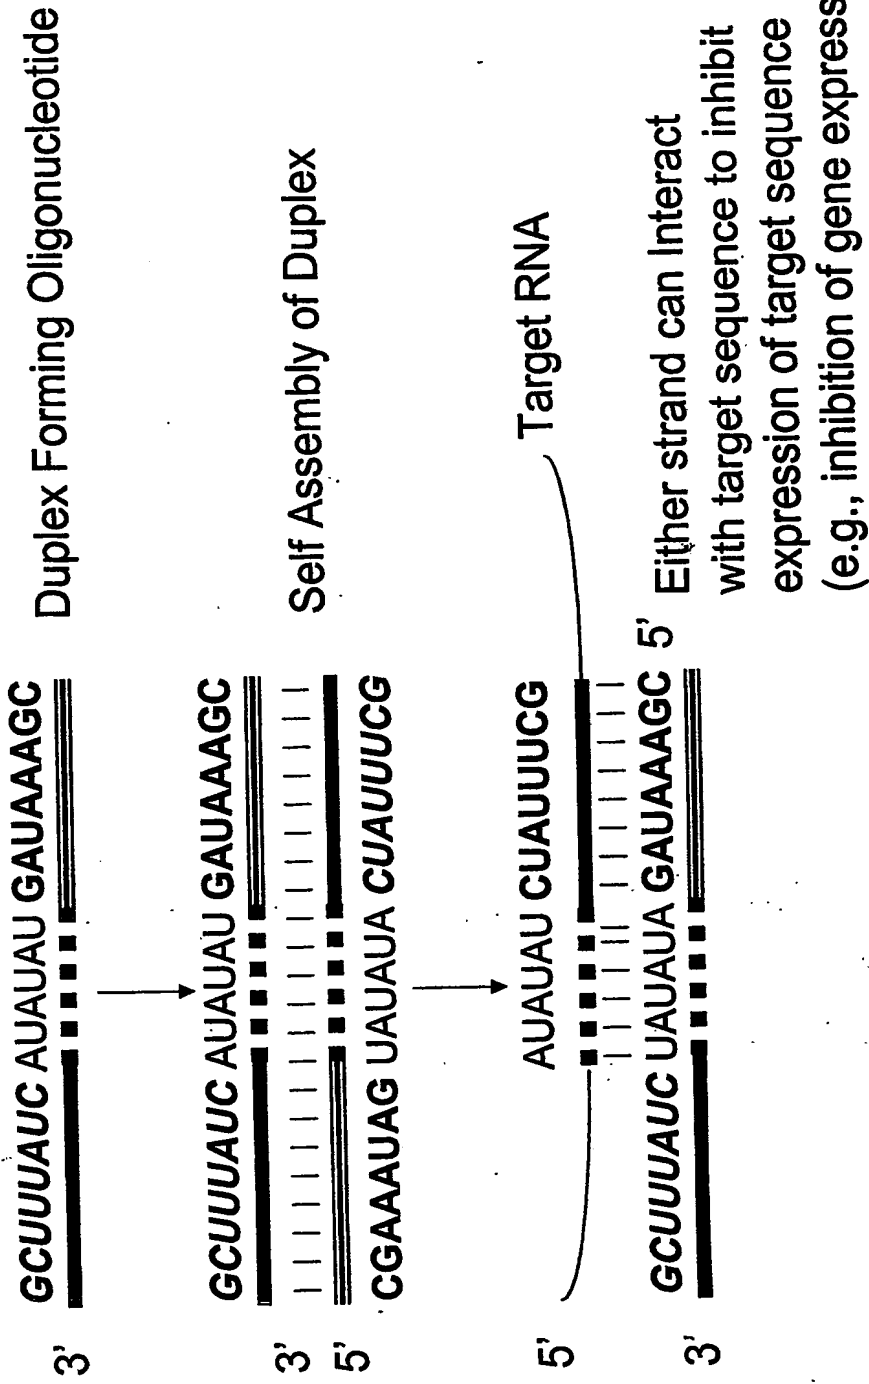 GCUUUAUC AUAUAU GAUAAAGC
3'
Duplex Forming Oligonucleotide
GCUUUAUC AUAUAU GAUAAAGC
3'
Self Assembly of Duplex
5'
CGAAAUAG UAUAUA CUAUUUCG
AUAUAU CUAUUUCG
Target RNA
5'
GCUUUAUC UAUAUA GAUAAAGC 5'
3'
Either strand can Interact
with target sequence to inhibit
expression of target sequence
(e.g., inhibition of gene express